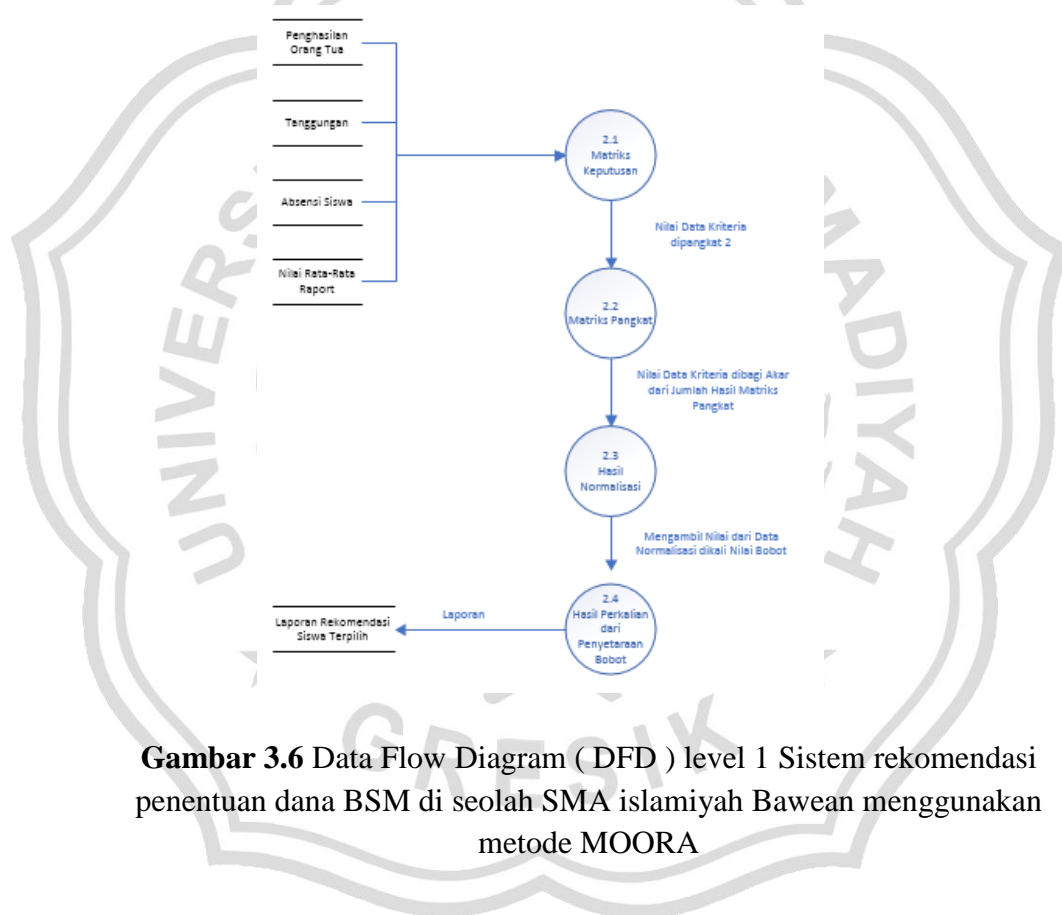 Penghasilan
Orang Tua
Tanggungan
Absensi Siswa
Nilai Rata-Rata
Raport
2.1
Matriks
Keputusan
Nilai Data Kriteria
dipangkat 2
2.2
Matriks Pangkat
Nilai Data Kriteria dibagi Akar
dari Jumlah Hasil Matriks
Pangkat
2.3
Hasil
Normalisasi
Mengambil Nilai dari Data
Normalisasi dikali Nilai Bobot
2.4
Hasil Perkalian
dari
Penyetaraan
Bobot
Laporan
Laporan Rekomendasi
Siswa Terpilih
GRESIK
Gambar 3.6 Data Flow Diagram ( DFD ) level 1 Sistem rekomendasi
penentuan dana BSM di seolah SMA islamiyah Bawean menggunakan
metode MOORA